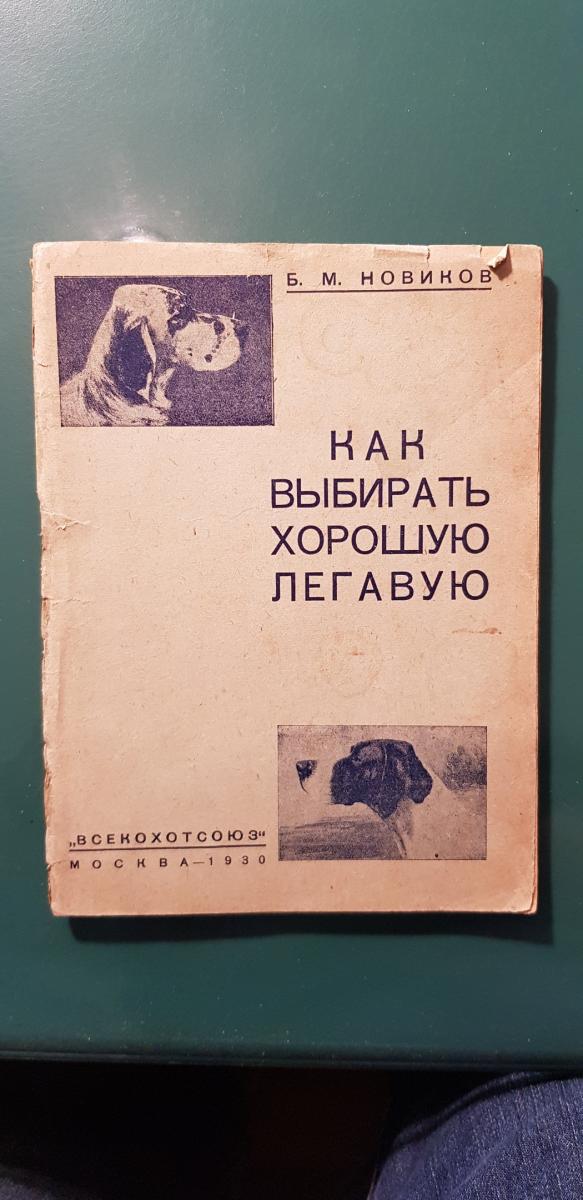 Б. М. НОВИКОВ
КАК
ВЫБИРАТЬ
ХОРОШУЮ
ЛЕГАВУЮ
„ВСЕКОХОТСОЮЗ“
МОСКВА—1930